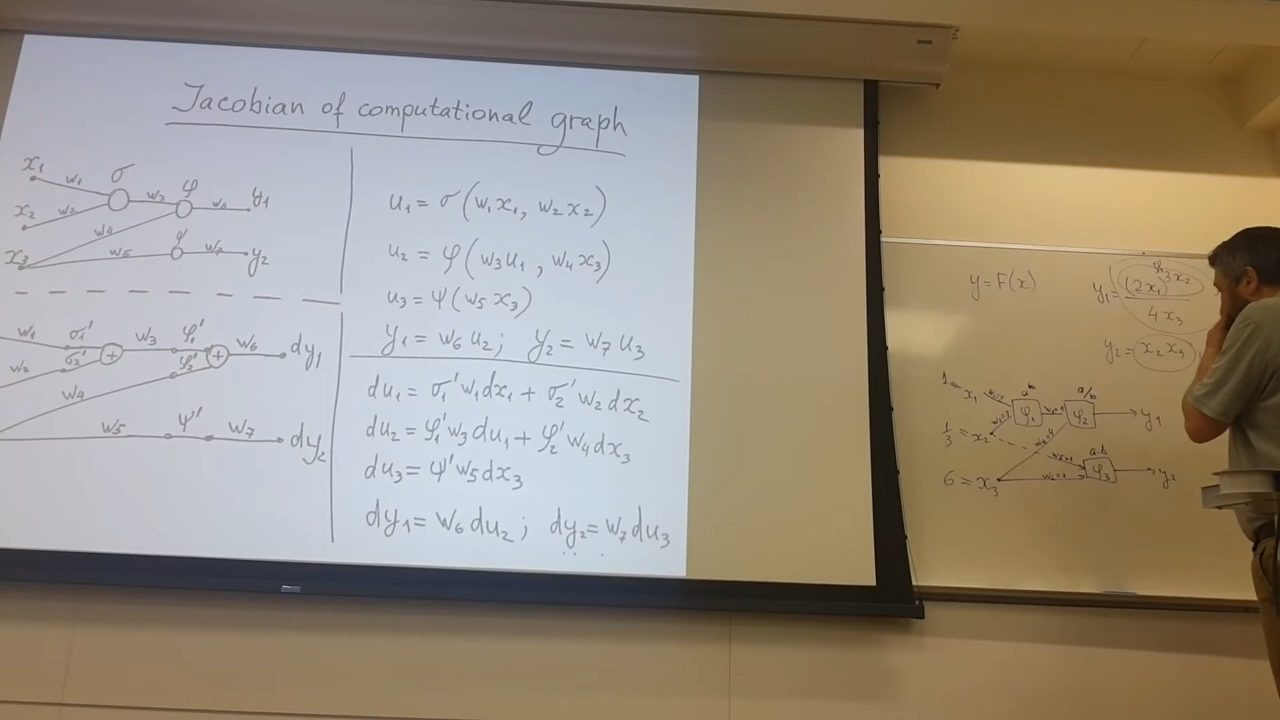 Jacobian of computational graph
x₁ w₁ σ
w₃ φ w₆ y₁
x₂ w₂
w₄
x₃ w₅ ψ w₇ y₂
u₁ = σ(w₁x₁, w₂x₂)
u₂ = φ(w₃u₁, w₄x₃)
u₃ = ψ(w₅x₃)
y₁ = w₆u₂; y₂ = w₇u₃
w₁ σ₁' + w₃ φ₁' + w₆ dy₁
w₂ σ₂' φ₂'
w₄
w₅ ψ' w₇ dy₂
du₁ = σ₁'w₁dx₁ + σ₂'w₂dx₂
du₂ = φ₁'w₃du₁ + φ₂'w₄dx₃
du₃ = ψ'w₅dx₃
dy₁ = w₆du₂; dy₂ = w₇du₃
y = F(x)
y₁ = (2x₁) / 4x₃
y₂ = x₂x₃
1 x₁ φ₁ a/b φ₂ y₁
1/3 = x₂
a·b
6 = x₃ φ₃ y₂